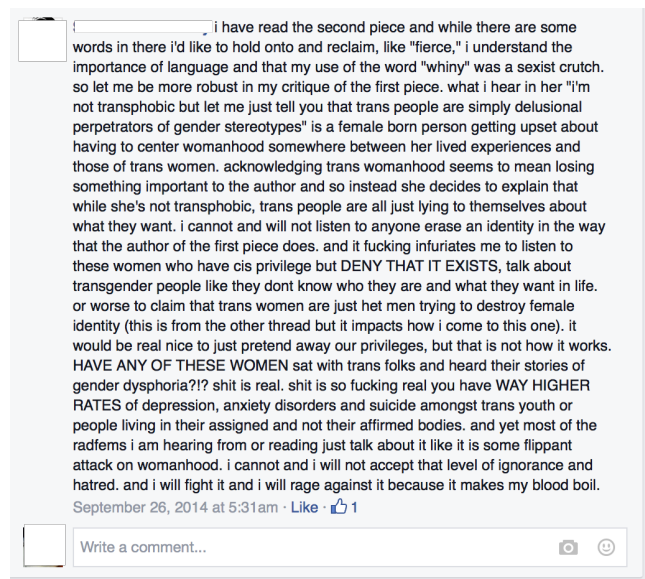 i have read the second piece and while there are some
words in there i'd like to hold onto and reclaim, like "fierce," i understand the
importance of language and that my use of the word "whiny" was a sexist crutch.
so let me be more robust in my critique of the first piece. what i hear in her "i'm
not transphobic but let me just tell you that trans people are simply delusional
perpetrators of gender stereotypes" is a female born person getting upset about
having to center womanhood somewhere between her lived experiences and
those of trans women. acknowledging trans womanhood seems to mean losing
something important to the author and so instead she decides to explain that
while she's not transphobic, trans people are all just lying to themselves about
what they want. i cannot and will not listen to anyone erase an identity in the way
that the author of the first piece does. and it fucking infuriates me to listen to
these women who have cis privilege but DENY THAT IT EXISTS, talk about
transgender people like they dont know who they are and what they want in life.
or worse to claim that trans women are just het men trying to destroy female
identity (this is from the other thread but it impacts how i come to this one). it
would be real nice to just pretend away our privileges, but that is not how it works.
HAVE ANY OF THESE WOMEN sat with trans folks and heard their stories of
gender dysphoria?!? shit is real. shit is so fucking real you have WAY HIGHER
RATES of depression, anxiety disorders and suicide amongst trans youth or
people living in their assigned and not their affirmed bodies. and yet most of the
radfems i am hearing from or reading just talk about it like it is some flippant
attack on womanhood. i cannot and i will not accept that level of ignorance and
hatred. and i will fight it and i will rage against it because it makes my blood boil.
September 26, 2014 at 5:31am · Like · 1
Write a comment...